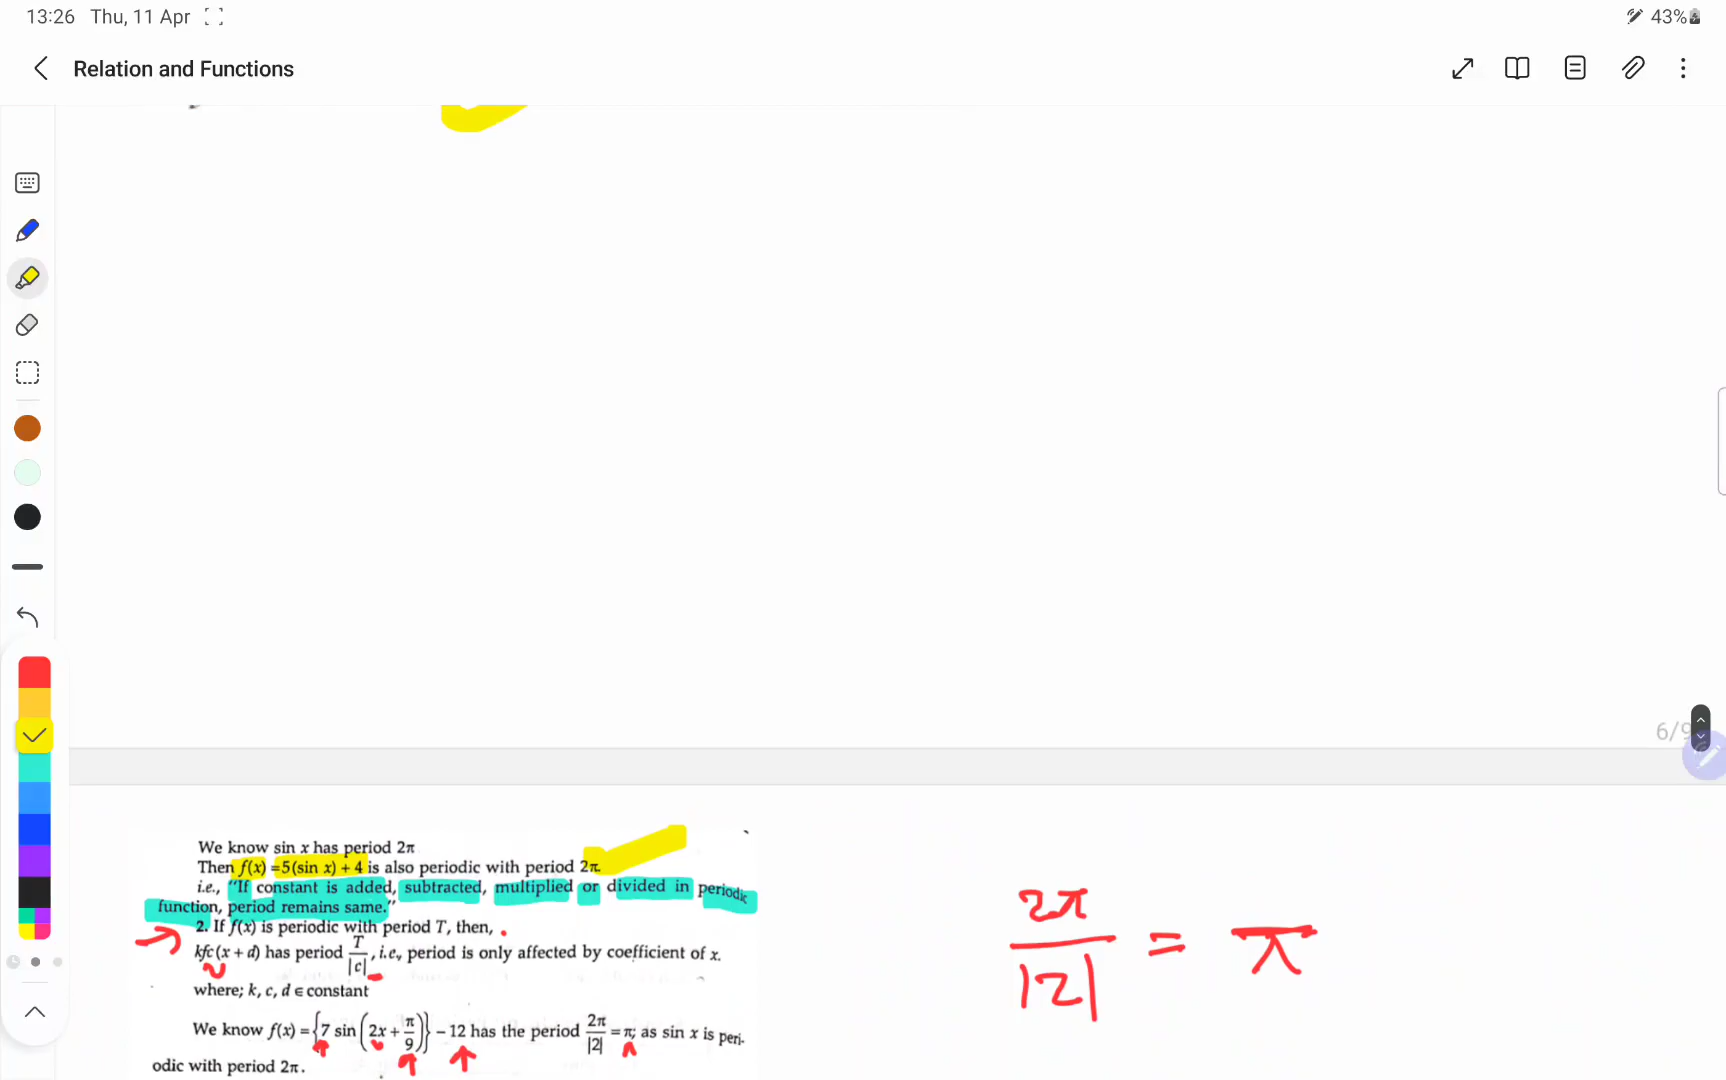 13:26 Thu, 11 Apr 43%
Relation and Functions
6/9
We know sin x has period 2π
Then f(x) =5(sin x) + 4 is also periodic with period 2π.
i.e., "If constant is added, subtracted, multiplied or divided in periodic
function, period remains same."
2. If f(x) is periodic with period T, then,
kfc (x + d) has period T/|c|, i.e., period is only affected by coefficient of x.
where; k, c, d ∈ constant
We know f(x) = {7 sin (2x + π/9)} − 12 has the period 2π/|2| = π; as sin x is peri-
odic with period 2π.
2π/|2| = π